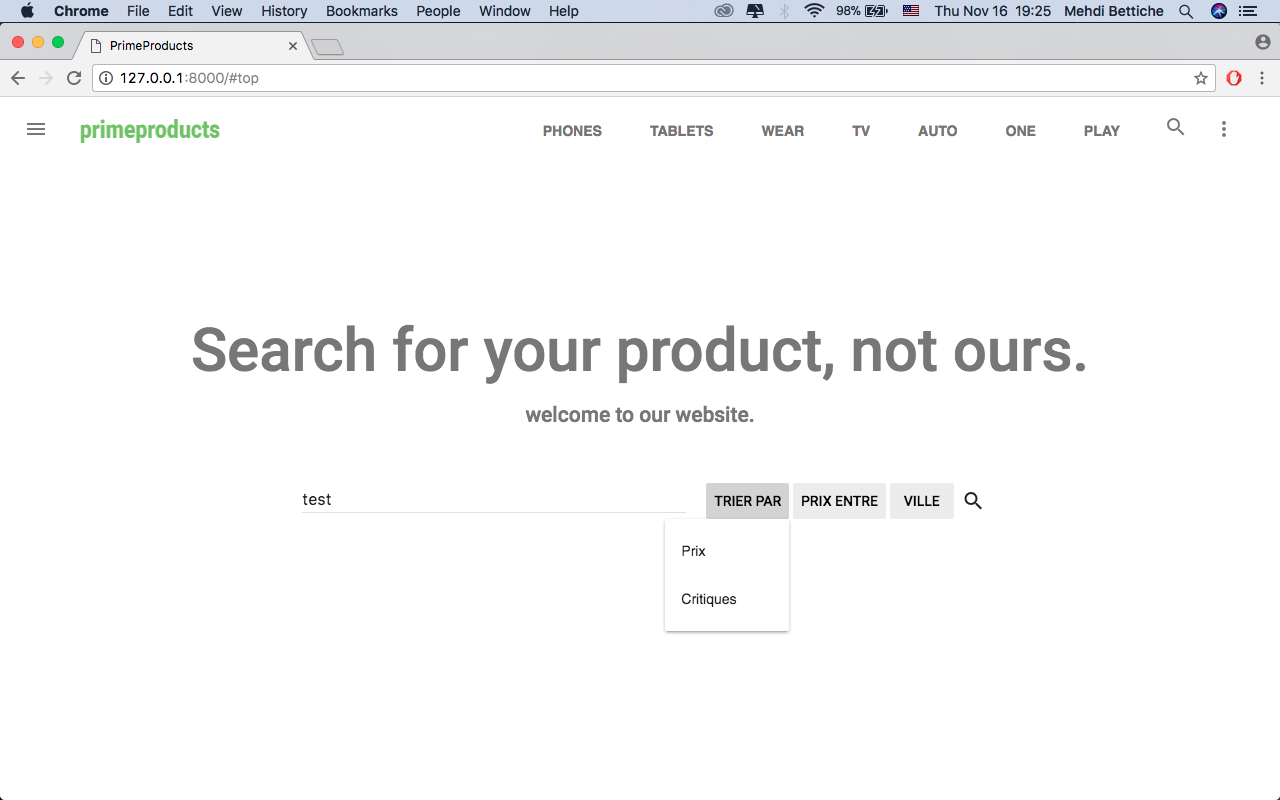 Chrome File Edit View History Bookmarks People Window Help 98% Thu Nov 16 19:25 Mehdi Bettiche
PrimeProducts
127.0.0.1:8000/#top
primeproducts PHONES TABLETS WEAR TV AUTO ONE PLAY
Search for your product, not ours.
welcome to our website.
test TRIER PAR PRIX ENTRE VILLE
Prix
Critiques